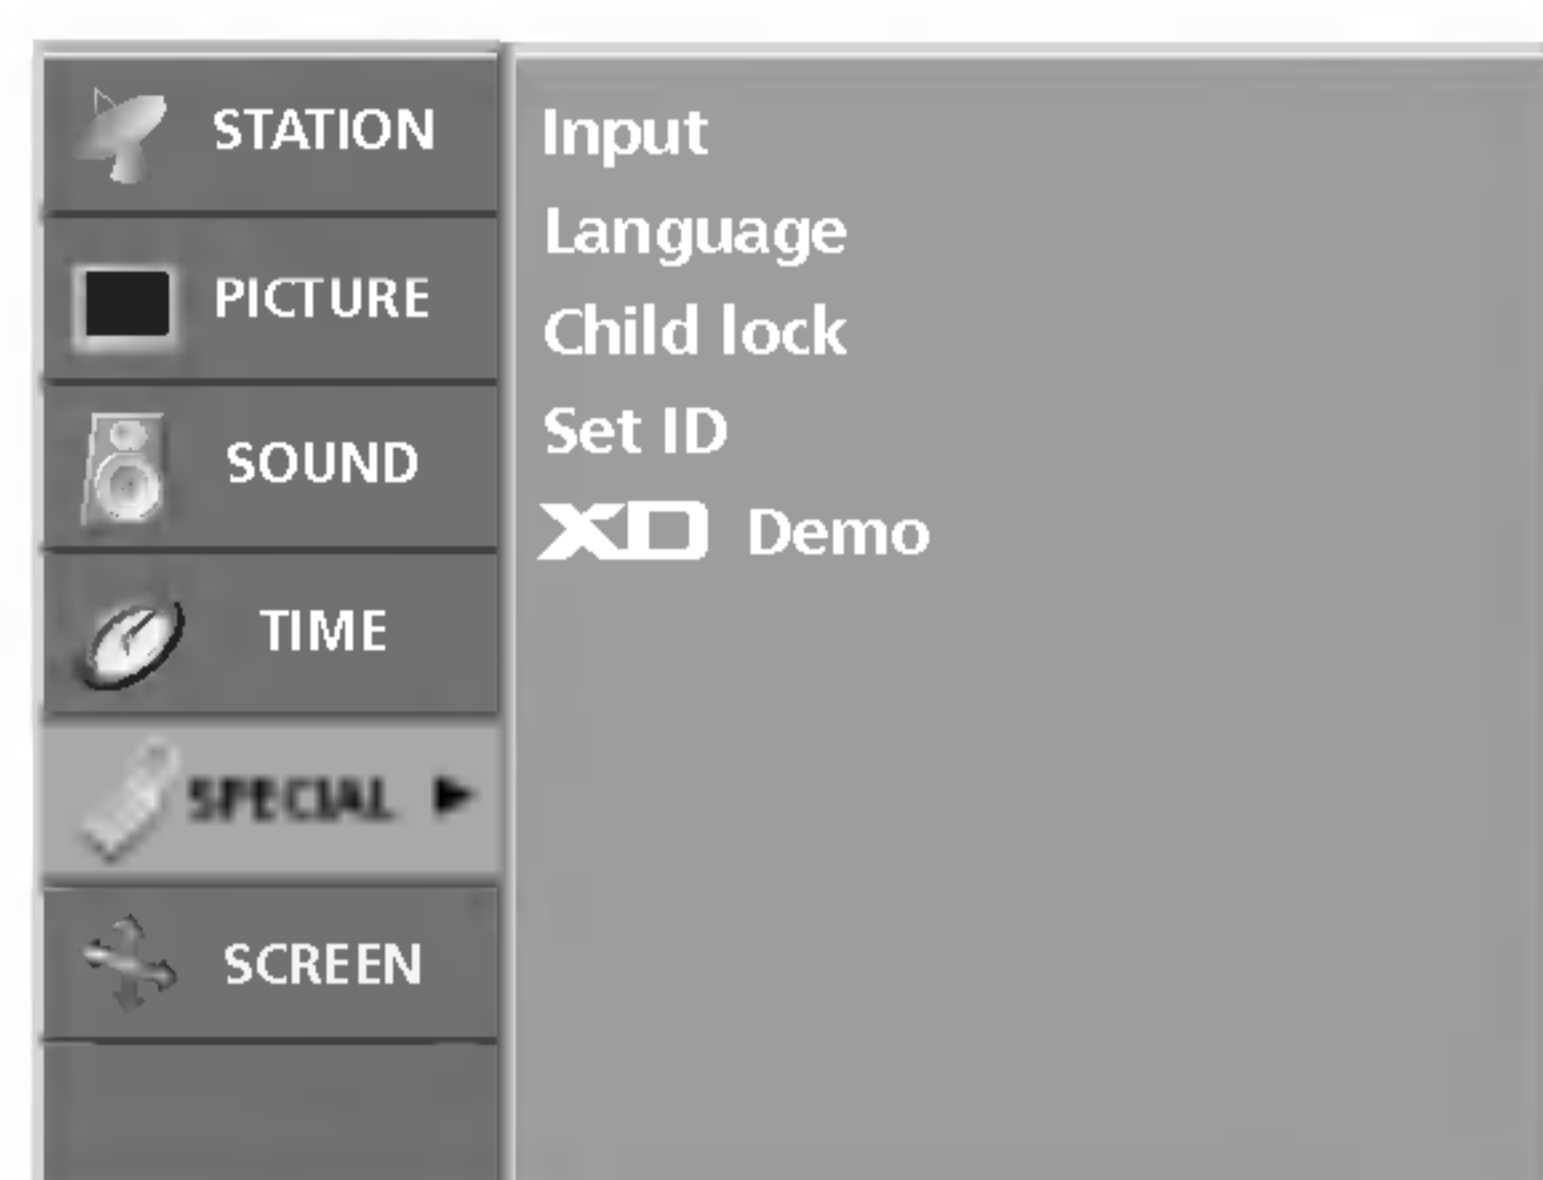 STATION
PICTURE
SOUND
TIME
SPECIAL
SCREEN
Input
Language
Child lock
Set ID
XD Demo